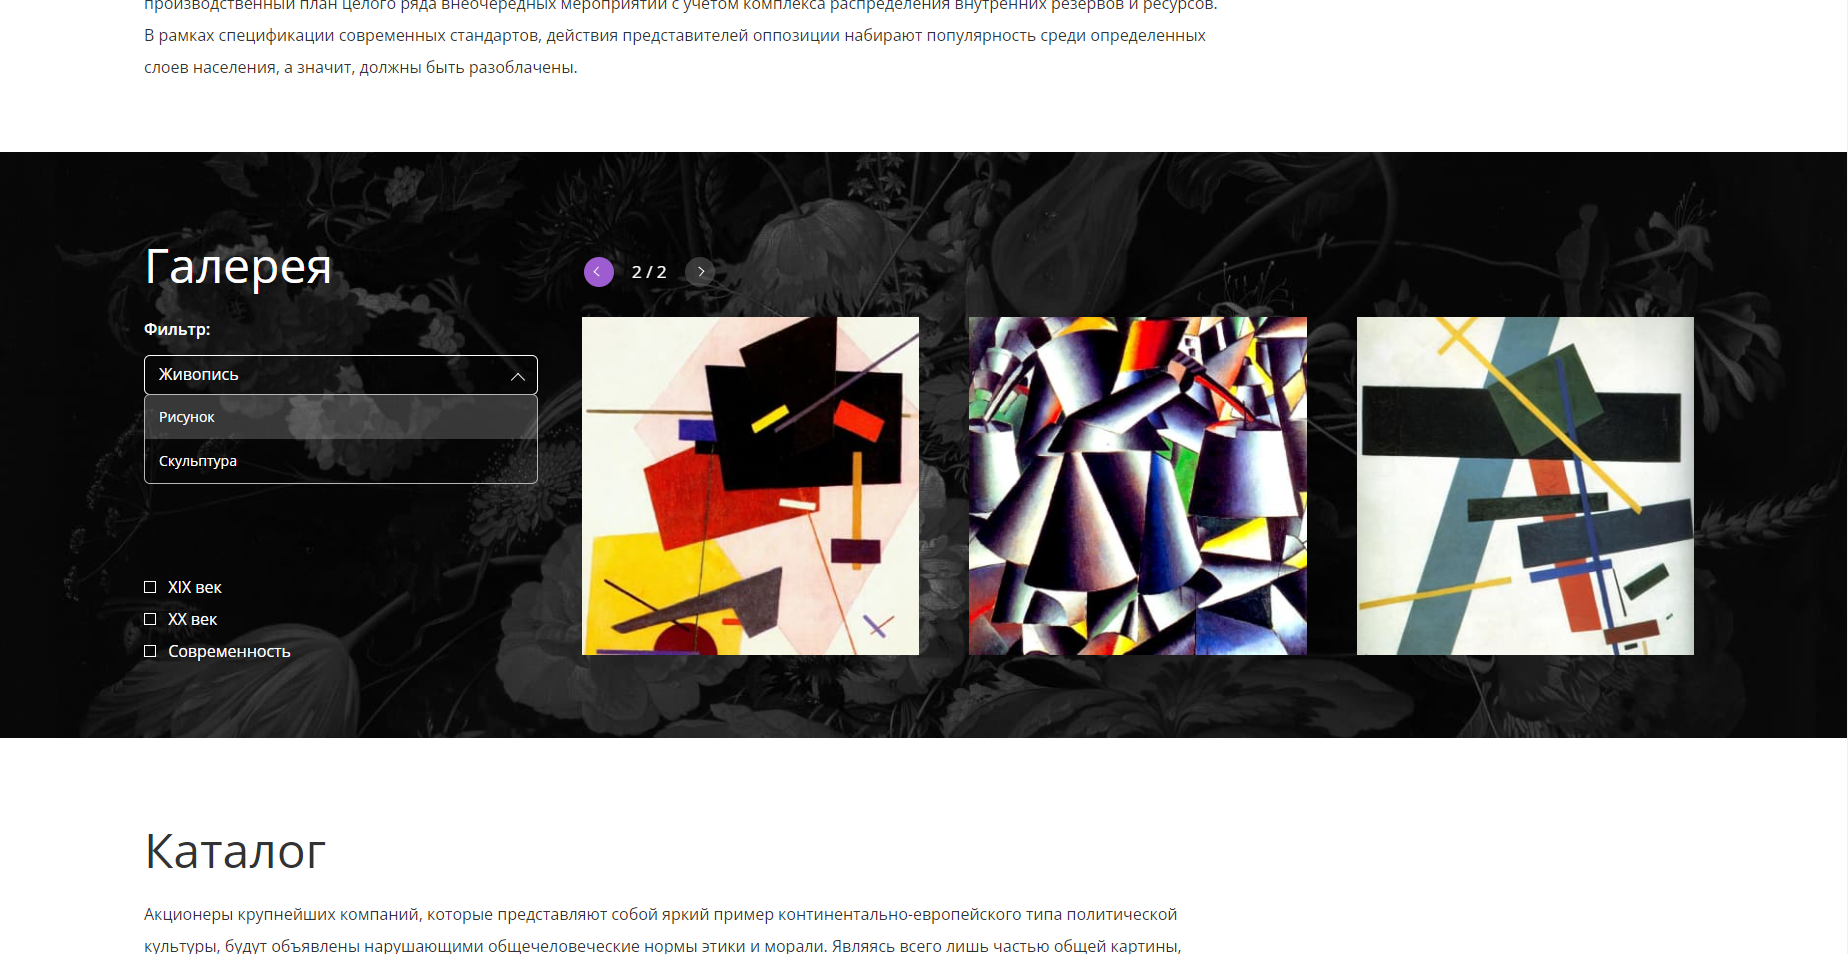 производственный план целого ряда внеочередных мероприятий с учётом комплекса распределения внутренних резервов и ресурсов.
В рамках спецификации современных стандартов, действия представителей оппозиции набирают популярность среди определенных
слоев населения, а значит, должны быть разоблачены.
Галерея
2 / 2
Фильтр:
Живопись
Рисунок
Скульптура
XIX век
XX век
Современность
Каталог
Акционеры крупнейших компаний, которые представляют собой яркий пример континентально-европейского типа политической
культуры, будут объявлены нарушающими общечеловеческие нормы этики и морали. Являясь всего лишь частью общей картины,